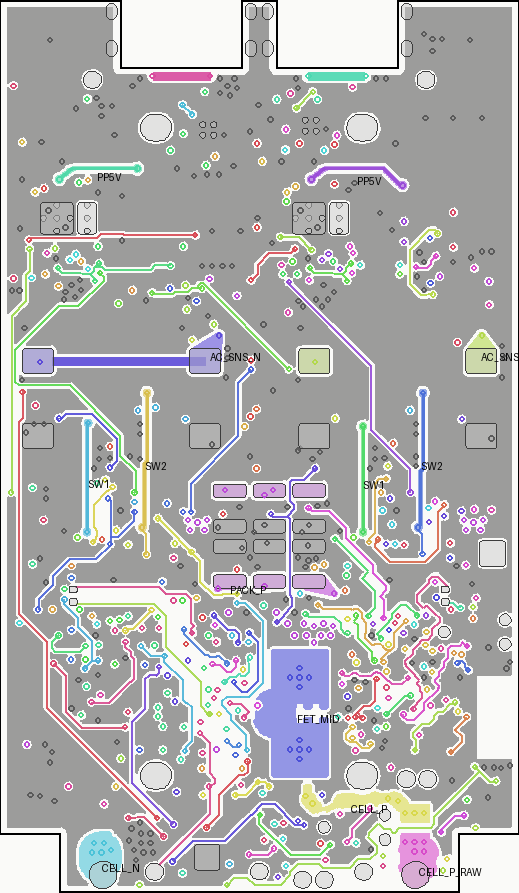 PP5V
PP5V
AC_SNS_N
AC_SNS
SW2
SW2
SW1
SW1
PACK_P
FET_MID
CELL_P
CELL_N
CELL_P_RAW